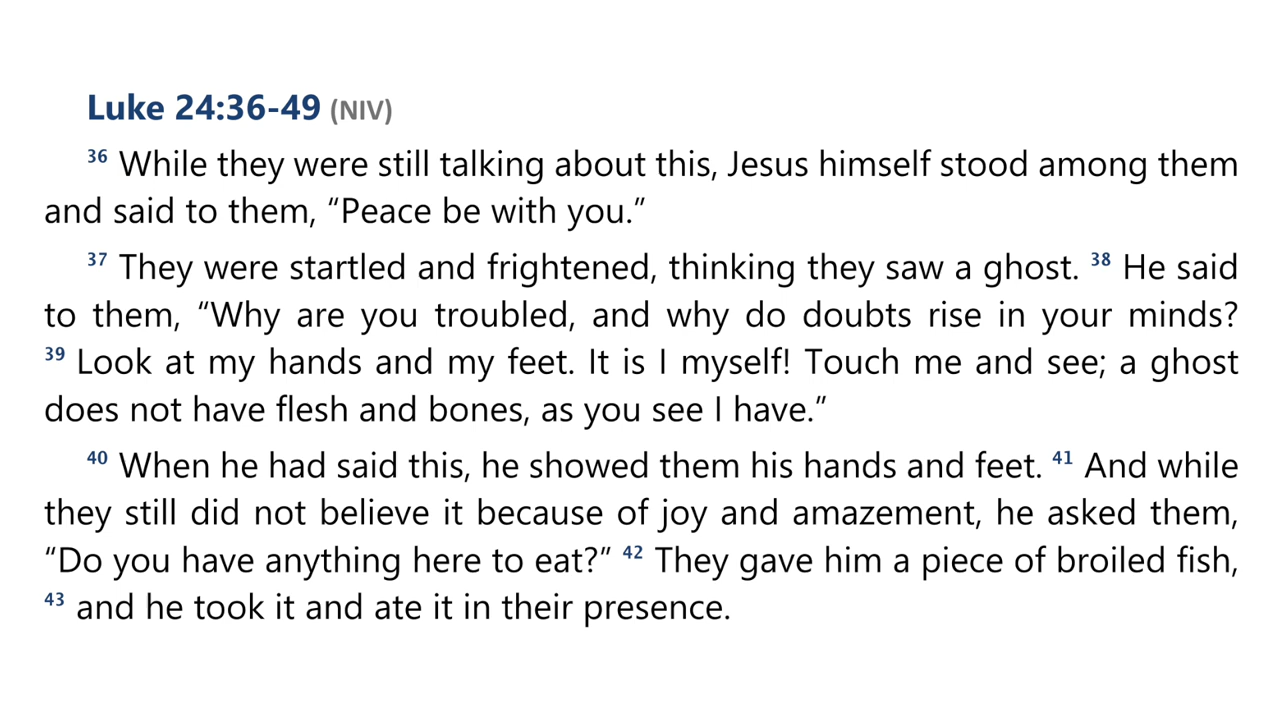 Luke 24:36-49 (NIV)
36 While they were still talking about this, Jesus himself stood among them
and said to them, “Peace be with you.”
37 They were startled and frightened, thinking they saw a ghost. 38 He said
to them, “Why are you troubled, and why do doubts rise in your minds?
39 Look at my hands and my feet. It is I myself! Touch me and see; a ghost
does not have flesh and bones, as you see I have.”
40 When he had said this, he showed them his hands and feet. 41 And while
they still did not believe it because of joy and amazement, he asked them,
“Do you have anything here to eat?” 42 They gave him a piece of broiled fish,
43 and he took it and ate it in their presence.